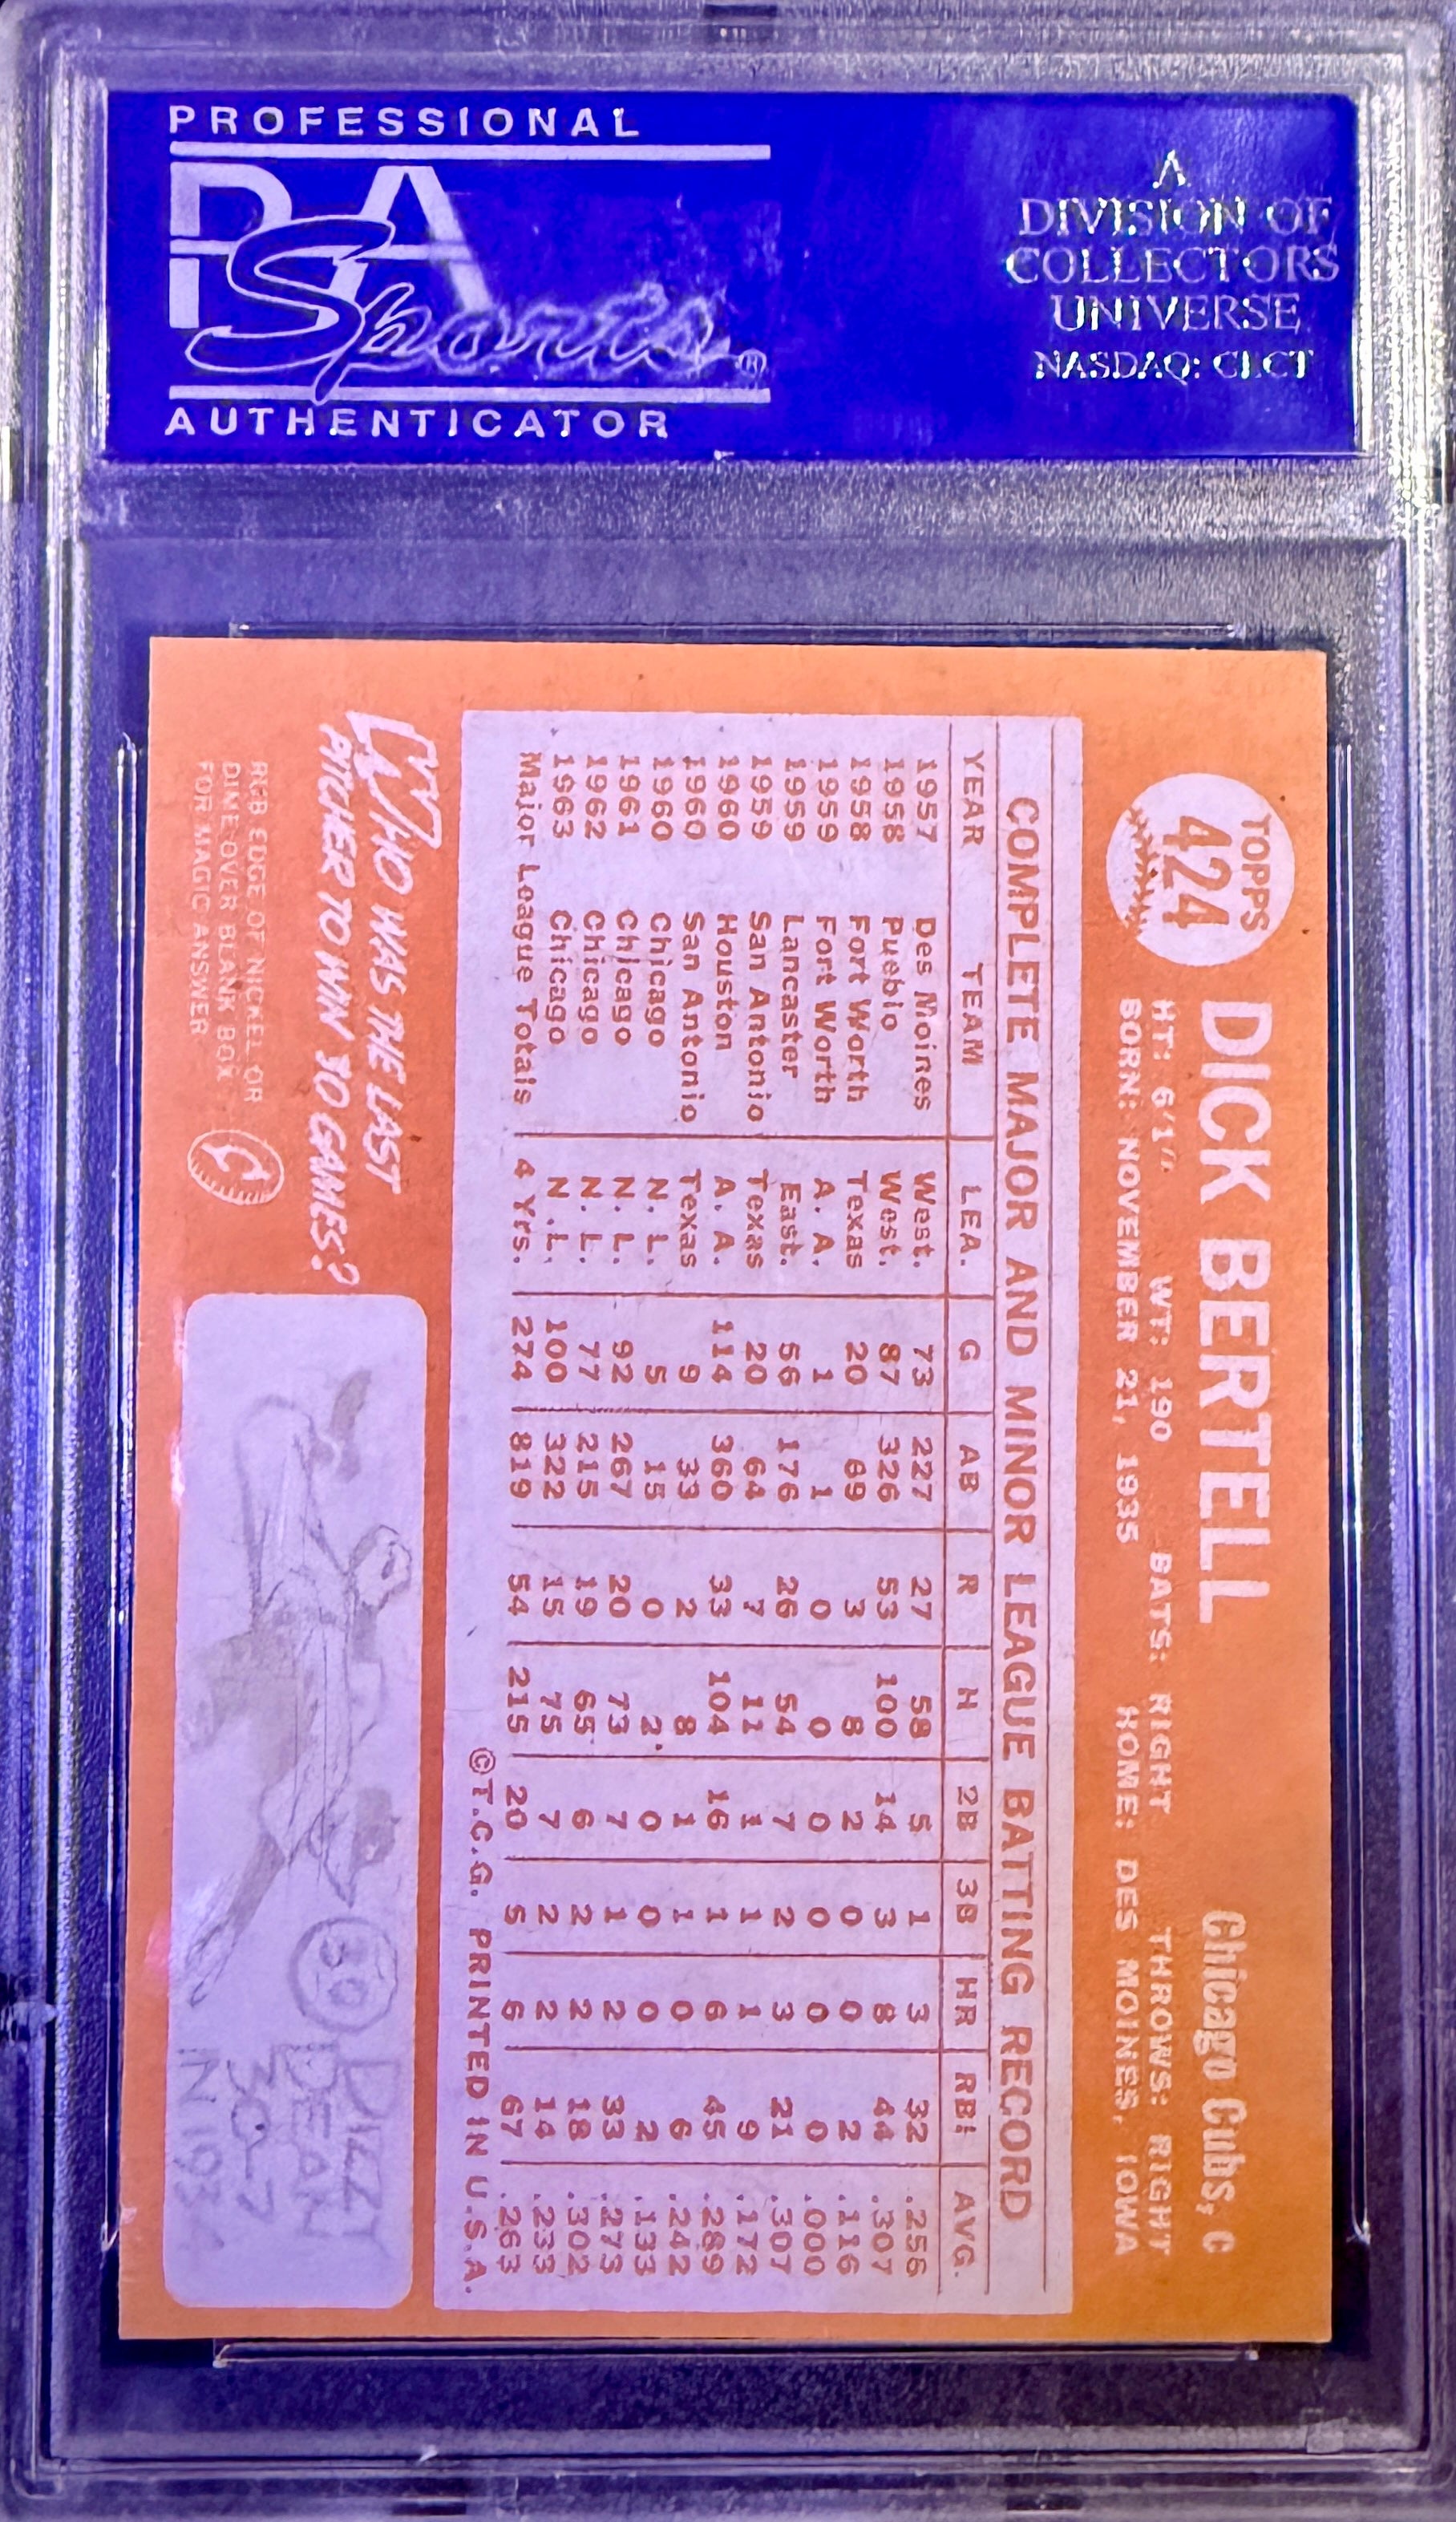 PROFESSIONAL
PSA
Sports®
AUTHENTICATOR
A
DIVISION OF
COLLECTORS
UNIVERSE
NASDAQ: CLCT
TOPPS
424
DICK BERTELL
Chicago Cubs, C
HT: 6'1" WT: 190 BATS: RIGHT THROWS: RIGHT
BORN: NOVEMBER 21, 1935 HOME: DES MOINES, IOWA
COMPLETE MAJOR AND MINOR LEAGUE BATTING RECORD
YEAR TEAM LEA. G AB R H 2B 3B HR RBI AVG.
1957 Des Moines West. 73 227 27 58 5 1 3 32 .256
1958 Pueblo West. 87 326 53 100 14 3 8 44 .307
1958 Fort Worth Texas 20 69 3 8 2 0 0 2 .116
1959 Fort Worth A. A. 1 1 0 0 0 0 0 0 .000
1959 Lancaster East. 56 176 26 54 7 2 3 21 .307
1959 San Antonio Texas 20 64 7 11 1 1 1 9 .172
1960 Houston A. A. 114 360 33 104 16 1 6 45 .289
1960 San Antonio Texas 9 33 2 8 1 1 0 6 .242
1960 Chicago N. L. 5 15 0 2 0 0 0 2 .133
1961 Chicago N. L. 92 267 20 73 7 1 2 33 .273
1962 Chicago N. L. 77 215 19 65 6 2 2 18 .302
1963 Chicago N. L. 100 322 15 75 7 2 2 14 .233
Major League Totals 4 Yrs. 274 819 54 215 20 5 6 67 .263
©T.C.G. PRINTED IN U.S.A.
WHO WAS THE LAST
PITCHER TO WIN 30 GAMES?
RUB EDGE OF NICKEL OR
DIME OVER BLANK BOX
FOR MAGIC ANSWER
30
DIZZY
DEAN
30-7
IN 1934